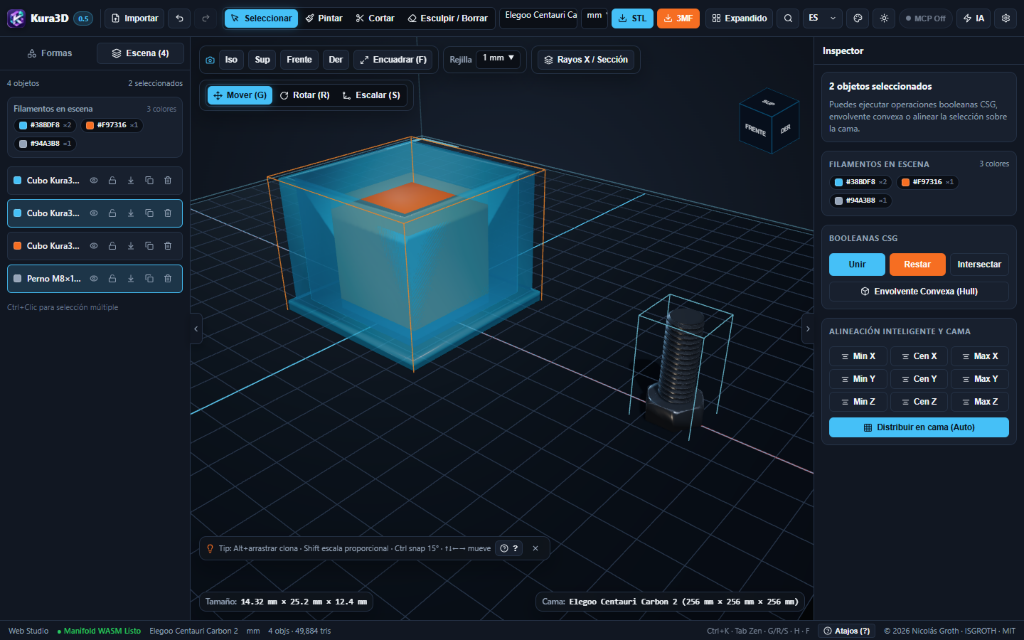 Kura3D 0.5 Importar Seleccionar Pintar Cortar Esculpir / Borrar Elegoo Centauri Ca mm STL 3MF Expandido ES MCP Off IA
Formas Escena (4)
4 objetos 2 seleccionados
Filamentos en escena 3 colores
#38BDF8 ×2 #F97316 ×1
#94A3B8 ×1
Cubo Kura3...
Cubo Kura3...
Cubo Kura3...
Perno M8×1...
Ctrl+Clic para selección múltiple
Iso Sup Frente Der Encuadrar (F) Rejilla 1 mm Rayos X / Sección
Mover (G) Rotar (R) Escalar (S)
SUP
FRENTE DER
Tip: Alt+arrastrar clona · Shift escala proporcional · Ctrl snap 15° · ↑↓←→ mueve ? ×
Tamaño: 14.32 mm × 25.2 mm × 12.4 mm
Cama: Elegoo Centauri Carbon 2 (256 mm × 256 mm × 256 mm)
Inspector
2 objetos seleccionados
Puedes ejecutar operaciones booleanas CSG,
envolvente convexa o alinear la selección sobre
la cama.
FILAMENTOS EN ESCENA 3 colores
#38BDF8 ×2 #F97316 ×1
#94A3B8 ×1
BOOLEANAS CSG
Unir Restar Intersectar
Envolvente Convexa (Hull)
ALINEACIÓN INTELIGENTE Y CAMA
Min X Cen X Max X
Min Y Cen Y Max Y
Min Z Cen Z Max Z
Distribuir en cama (Auto)
Web Studio Manifold WASM Listo Elegoo Centauri Carbon 2 mm 4 objs · 49,884 tris Ctrl+K · Tab Zen · G/R/S · H · F Atajos (?) © 2026 Nicolás Groth · ISGROTH · MIT